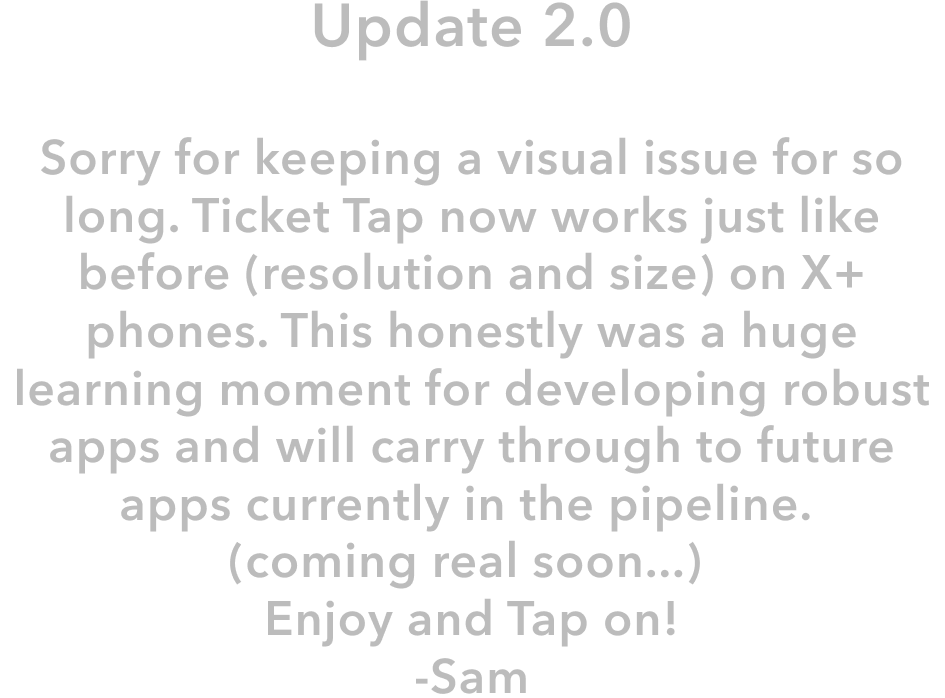 Update 2.0
Sorry for keeping a visual issue for so
long. Ticket Tap now works just like
before (resolution and size) on X+
phones. This honestly was a huge
learning moment for developing robust
apps and will carry through to future
apps currently in the pipeline.
(coming real soon...)
Enjoy and Tap on!
-Sam